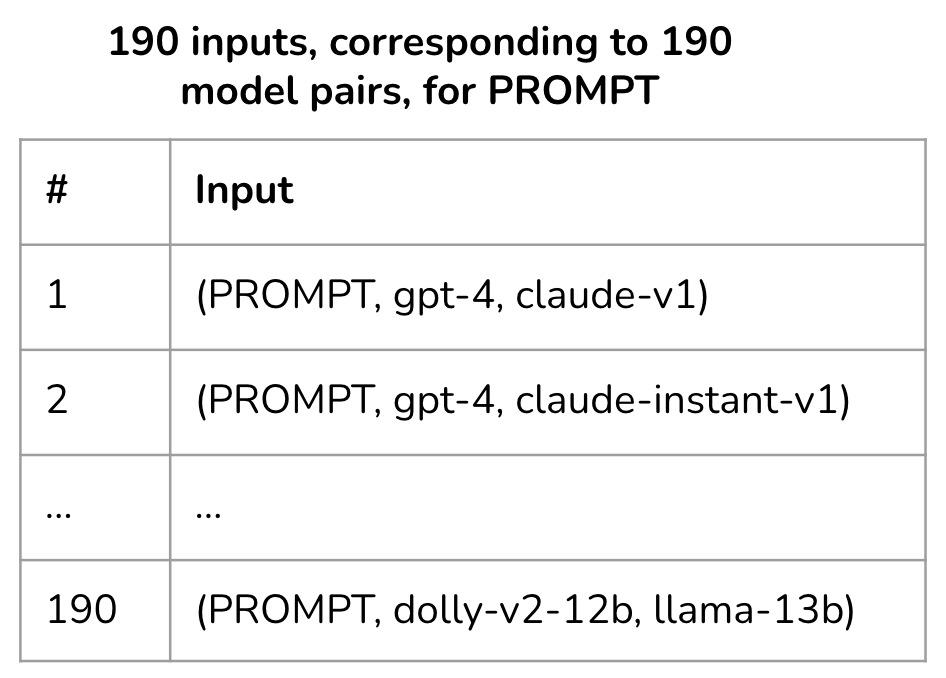 190 inputs, corresponding to 190
model pairs, for PROMPT
# Input
1 (PROMPT, gpt-4, claude-v1)
2 (PROMPT, gpt-4, claude-instant-v1)
... ...
190 (PROMPT, dolly-v2-12b, llama-13b)